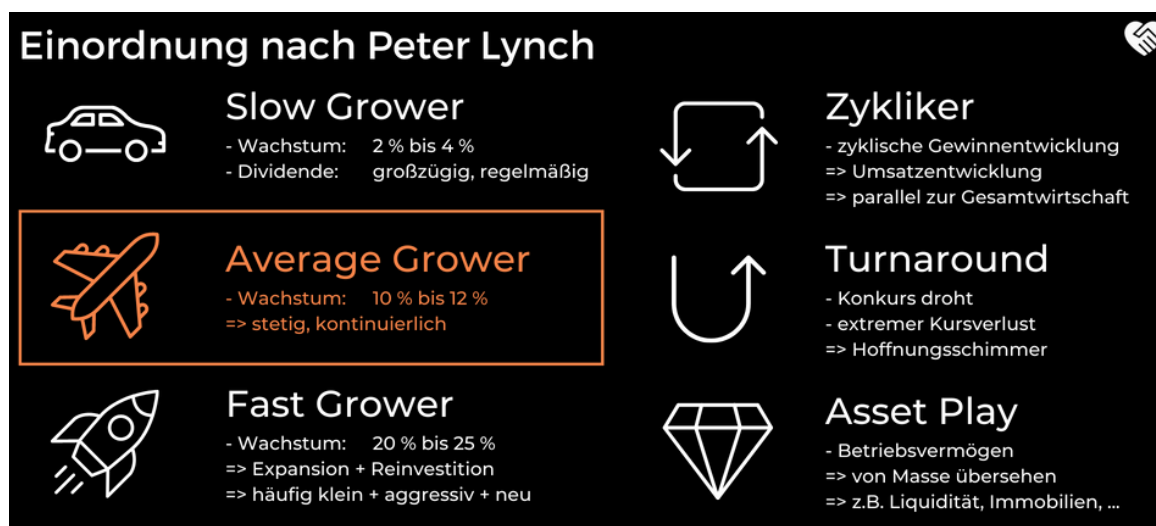 Einordnung nach Peter Lynch
Slow Grower
- Wachstum: 2 % bis 4 %
- Dividende: großzügig, regelmäßig
Average Grower
- Wachstum: 10 % bis 12 %
=> stetig, kontinuierlich
Fast Grower
- Wachstum: 20 % bis 25 %
=> Expansion + Reinvestition
=> häufig klein + aggressiv + neu
Zykliker
- zyklische Gewinnentwicklung
=> Umsatzentwicklung
=> parallel zur Gesamtwirtschaft
Turnaround
- Konkurs droht
- extremer Kursverlust
=> Hoffnungsschimmer
Asset Play
- Betriebsvermögen
=> von Masse übersehen
=> z.B. Liquidität, Immobilien, ...